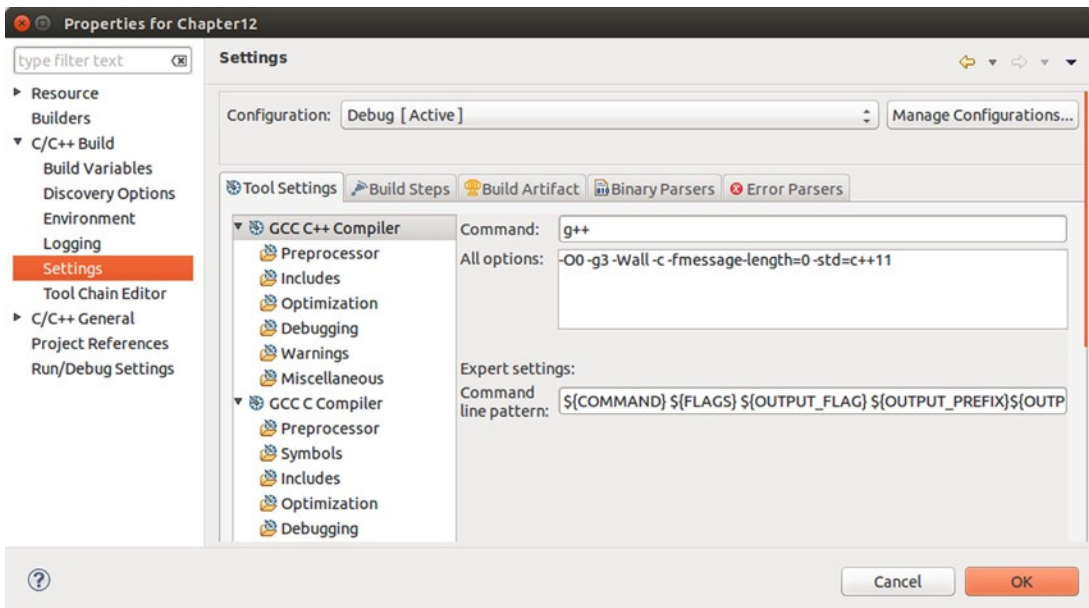 Properties for Chapter12
type filter text
Resource
Builders
C/C++ Build
Build Variables
Discovery Options
Environment
Logging
Settings
Tool Chain Editor
C/C++ General
Project References
Run/Debug Settings
Settings
Configuration: Debug [ Active ] Manage Configurations...
Tool Settings Build Steps Build Artifact Binary Parsers Error Parsers
GCC C++ Compiler
Preprocessor
Includes
Optimization
Debugging
Warnings
Miscellaneous
GCC C Compiler
Preprocessor
Symbols
Includes
Optimization
Debugging
Command: g++
All options: -O0 -g3 -Wall -c -fmessage-length=0 -std=c++11
Expert settings:
Command
line pattern: ${COMMAND} ${FLAGS} ${OUTPUT_FLAG} ${OUTPUT_PREFIX}${OUTP
Cancel OK